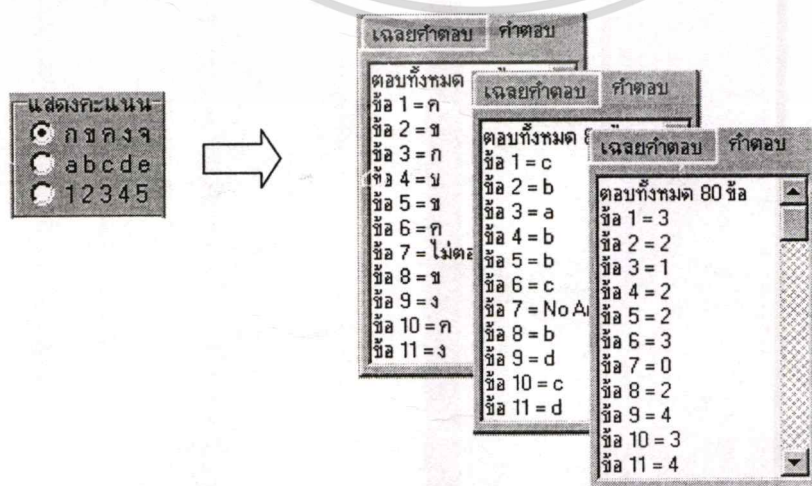 แสดงคะแนน
กขคงจ
abcde
12345
เฉลยคำตอบ คำตอบ
ตอบทั้งหมด
ข้อ 1 = ค
ข้อ 2 = ข
ข้อ 3 = ก
ข้อ 4 = ข
ข้อ 5 = ข
ข้อ 6 = ค
ข้อ 7 = ไม่ตอ
ข้อ 8 = ข
ข้อ 9 = ง
ข้อ 10 = ค
ข้อ 11 = ง
เฉลยคำตอบ คำตอบ
ตอบทั้งหมด 8
ข้อ 1 = c
ข้อ 2 = b
ข้อ 3 = a
ข้อ 4 = b
ข้อ 5 = b
ข้อ 6 = c
ข้อ 7 = No A
ข้อ 8 = b
ข้อ 9 = d
ข้อ 10 = c
ข้อ 11 = d
เฉลยคำตอบ คำตอบ
ตอบทั้งหมด 80 ข้อ
ข้อ 1 = 3
ข้อ 2 = 2
ข้อ 3 = 1
ข้อ 4 = 2
ข้อ 5 = 2
ข้อ 6 = 3
ข้อ 7 = 0
ข้อ 8 = 2
ข้อ 9 = 4
ข้อ 10 = 3
ข้อ 11 = 4